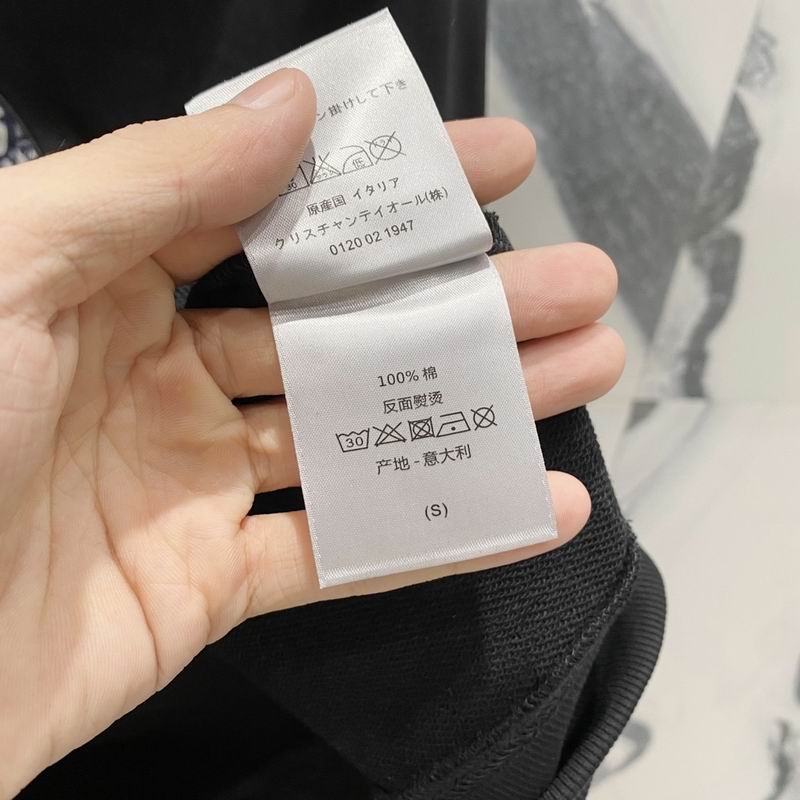 ン掛けして下き
低
原産国 イタリア
クリスチャンディオール(株)
0120 02 1947
100% 棉
反面熨烫
30
产地 - 意大利
(S)